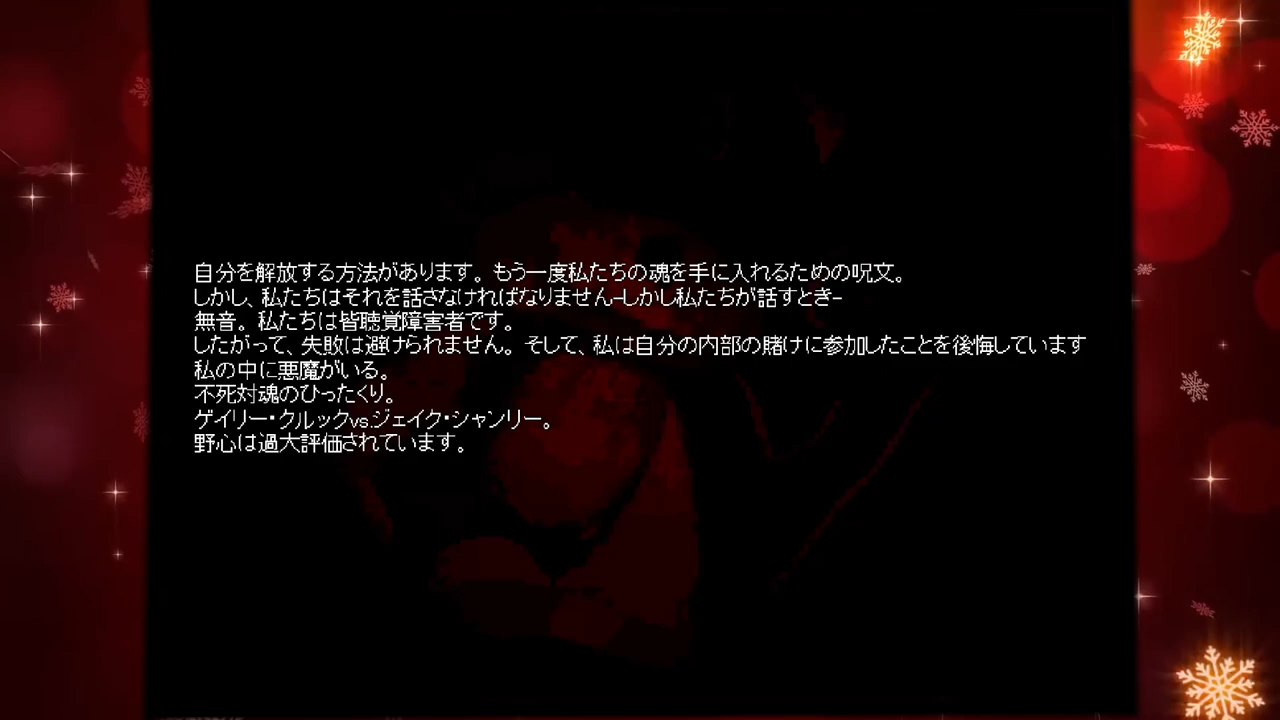 自分を解放する方法があります。もう一度私たちの魂を手に入れるための呪文。
しかし、私たちはそれを話さなければなりません-しかし私たちが話すとき-
無音。私たちは皆聴覚障害者です。
したがって、失敗は避けられません。そして、私は自分の内部の賭けに参加したことを後悔しています
私の中に悪魔がいる。
不死対魂のひったくり。
ゲイリー・クルックvs.ジェイク・シャンリー。
野心は過大評価されています。